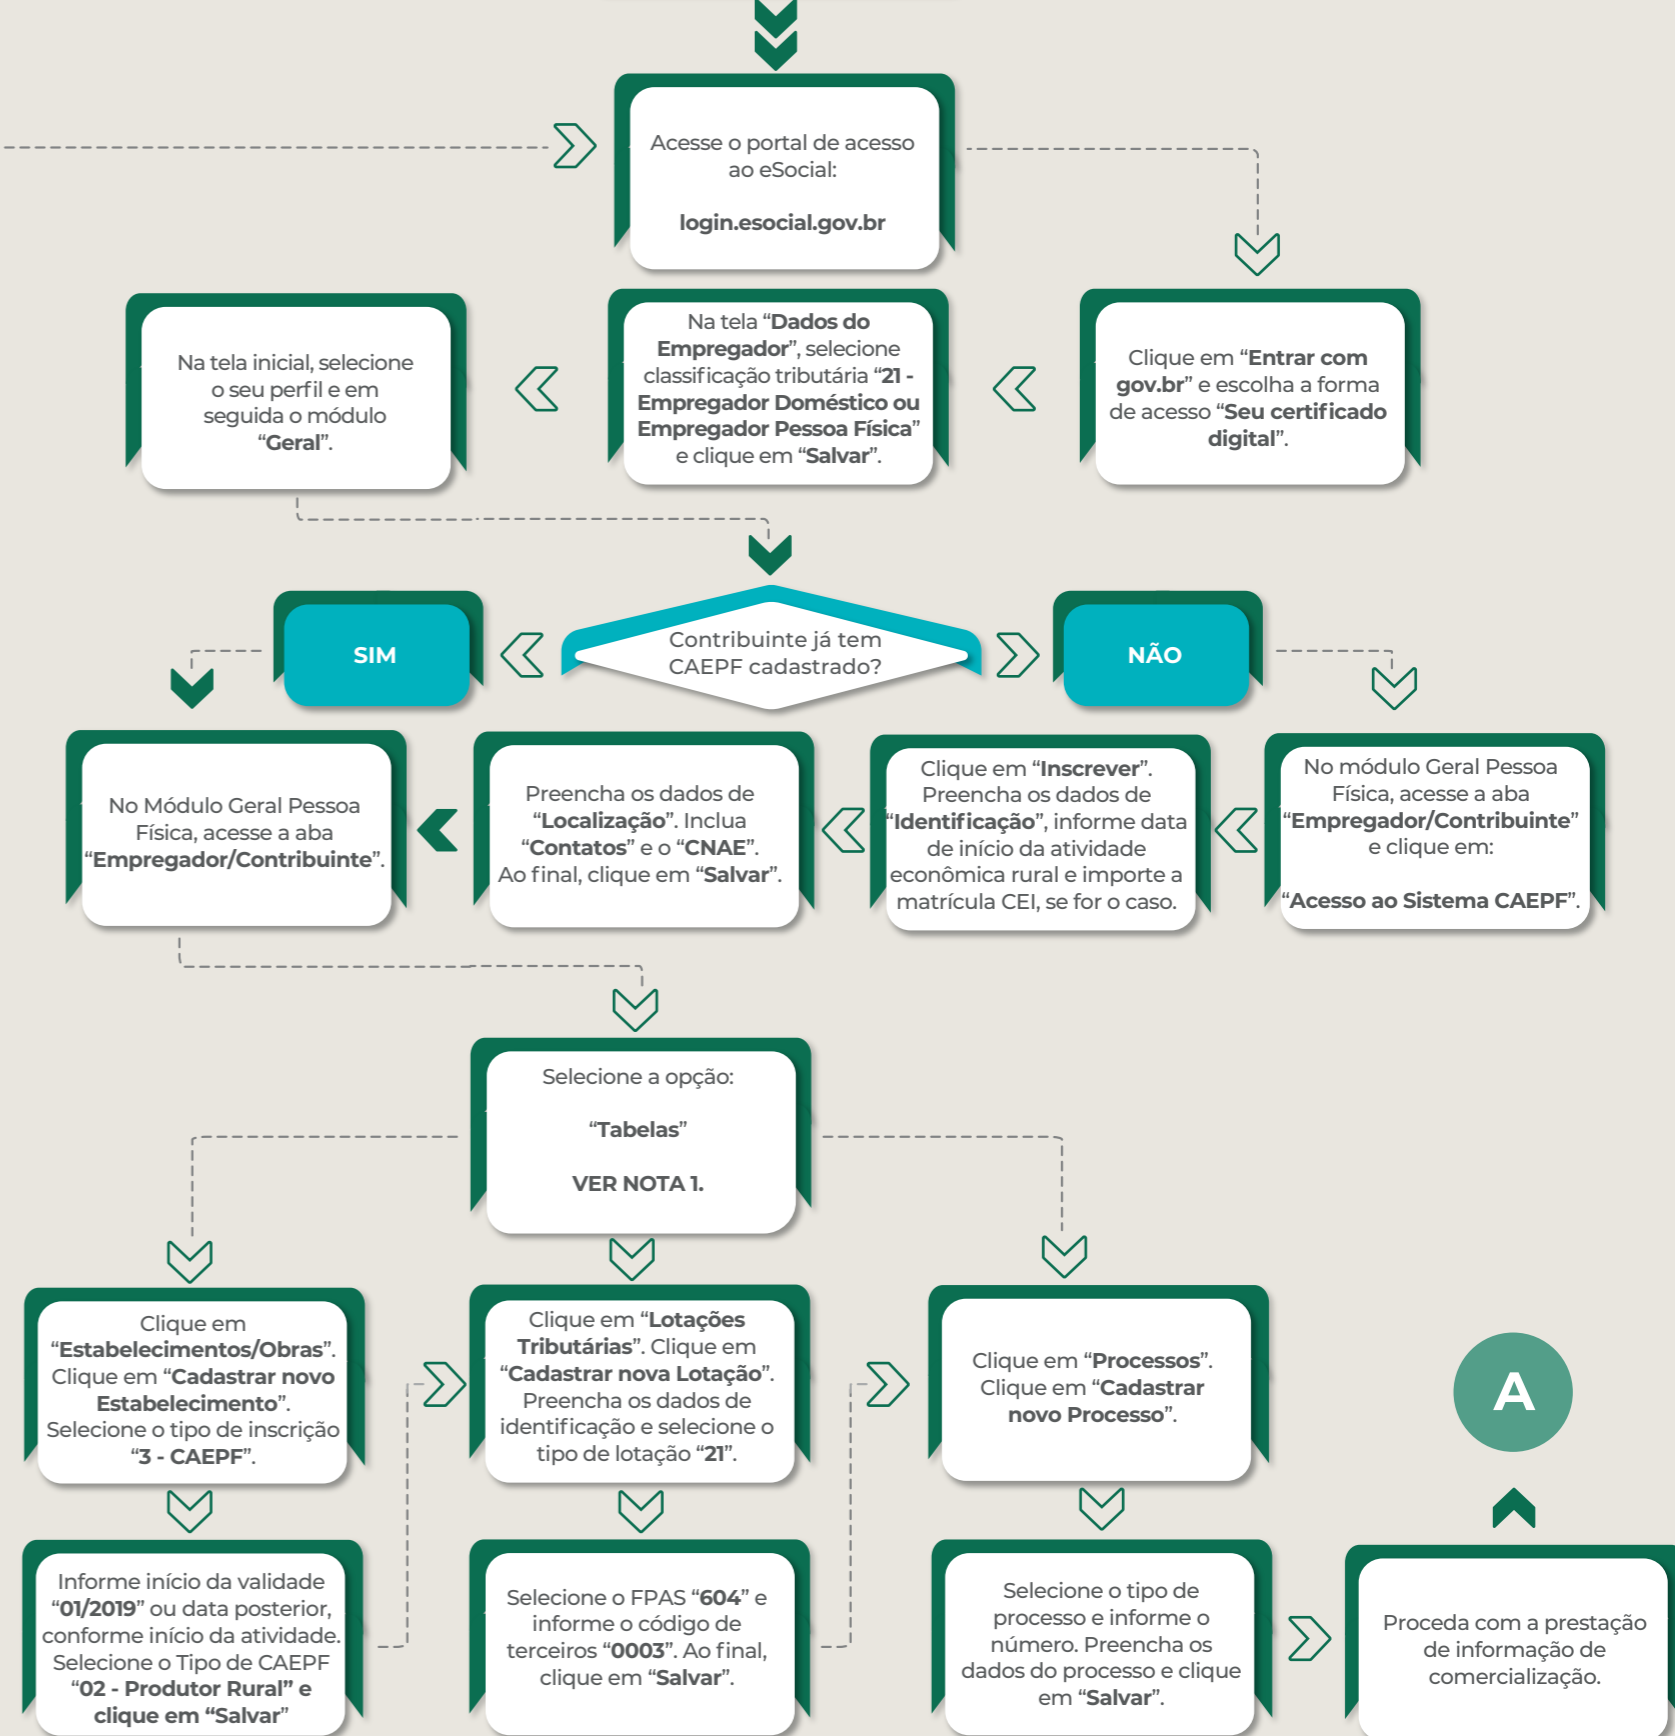 Acesse o portal de acesso
ao eSocial:
login.esocial.gov.br
Clique em “Entrar com
gov.br” e escolha a forma
de acesso “Seu certificado
digital”.
Na tela “Dados do
Empregador”, selecione
classificação tributária “21 -
Empregador Doméstico ou
Empregador Pessoa Física”
e clique em “Salvar”.
Na tela inicial, selecione
o seu perfil e em
seguida o módulo
“Geral”.
Contribuinte já tem
CAEPF cadastrado?
SIM
NÃO
No módulo Geral Pessoa
Física, acesse a aba
“Empregador/Contribuinte”
e clique em:
“Acesso ao Sistema CAEPF”.
Clique em “Inscrever”.
Preencha os dados de
“Identificação”, informe data
de início da atividade
econômica rural e importe a
matrícula CEI, se for o caso.
Preencha os dados de
“Localização”. Inclua
“Contatos” e o “CNAE”.
Ao final, clique em “Salvar”.
No Módulo Geral Pessoa
Física, acesse a aba
“Empregador/Contribuinte”.
Selecione a opção:
“Tabelas”
VER NOTA 1.
Clique em
“Estabelecimentos/Obras”.
Clique em “Cadastrar novo
Estabelecimento”.
Selecione o tipo de inscrição
“3 - CAEPF”.
Informe início da validade
“01/2019” ou data posterior,
conforme início da atividade.
Selecione o Tipo de CAEPF
“02 - Produtor Rural” e
clique em “Salvar”
Clique em “Lotações
Tributárias”. Clique em
“Cadastrar nova Lotação”.
Preencha os dados de
identificação e selecione o
tipo de lotação “21”.
Selecione o FPAS “604” e
informe o código de
terceiros “0003”. Ao final,
clique em “Salvar”.
Clique em “Processos”.
Clique em “Cadastrar
novo Processo”.
Selecione o tipo de
processo e informe o
número. Preencha os
dados do processo e clique
em “Salvar”.
Proceda com a prestação
de informação de
comercialização.
A